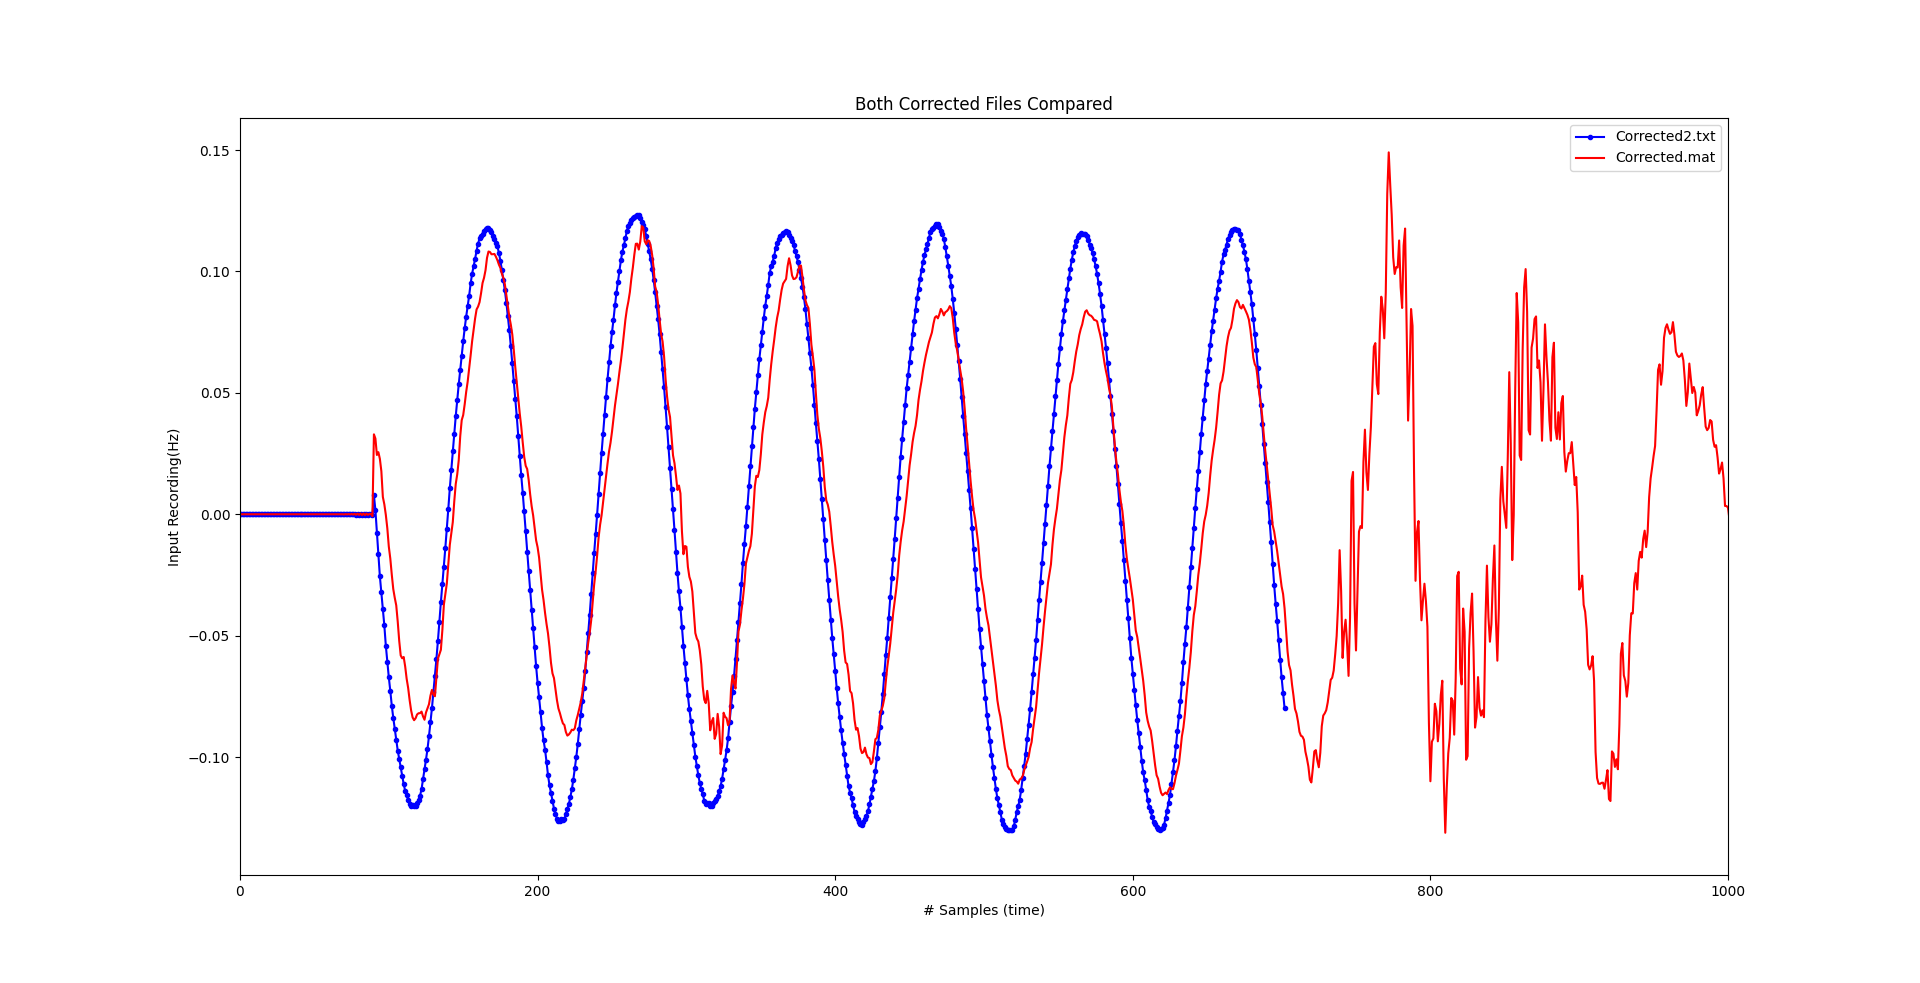 Both Corrected Files Compared
Corrected2.txt
Corrected.mat
0.15
0.10
0.05
0.00
−0.05
−0.10
Input Recording(Hz)
0 200 400 600 800 1000
# Samples (time)